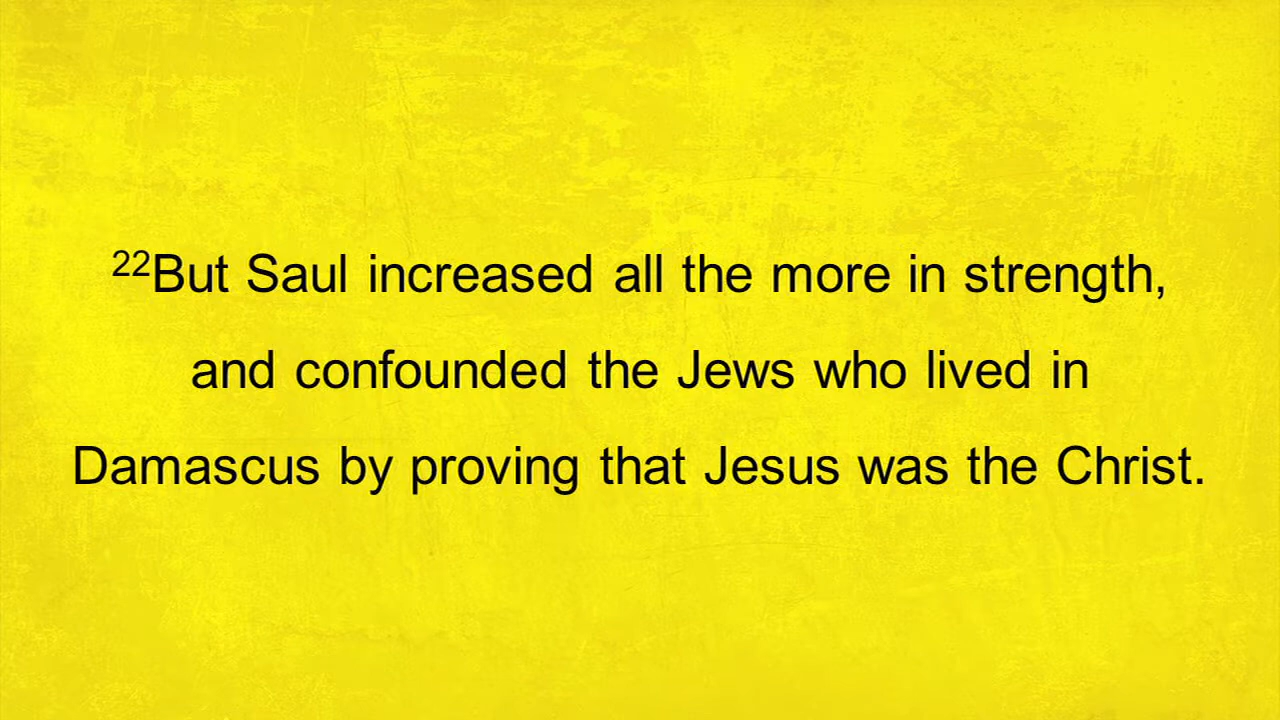 22But Saul increased all the more in strength,
and confounded the Jews who lived in
Damascus by proving that Jesus was the Christ.